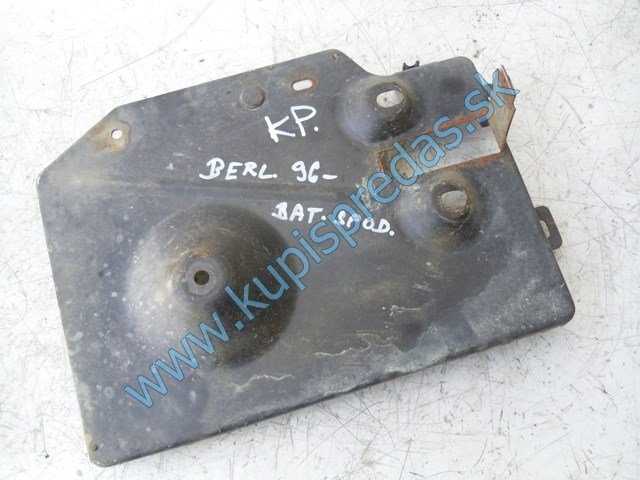 KP.
BERL. 96-
BAT. SPOD.
www.kupispredas.sk